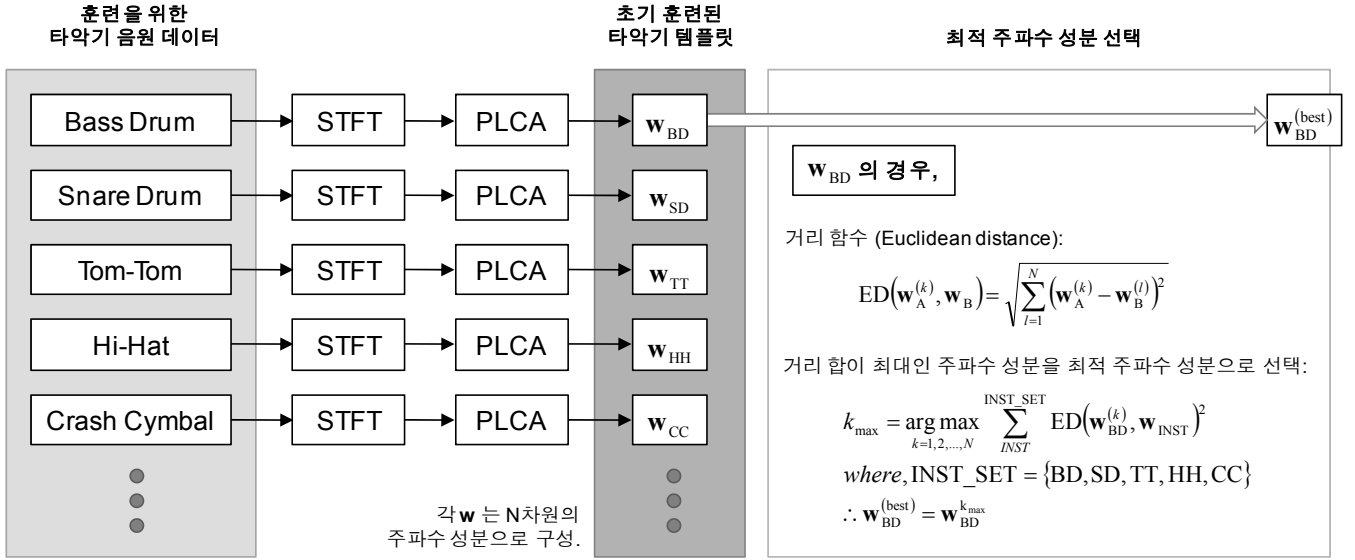 훈련을 위한
타악기 음원 데이터
초기 훈련된
타악기 템플릿
최적 주파수 성분 선택
Bass Drum
STFT
PLCA
w_BD
w_BD^(best)
Snare Drum
STFT
PLCA
w_SD
Tom-Tom
STFT
PLCA
w_TT
Hi-Hat
STFT
PLCA
w_HH
Crash Cymbal
STFT
PLCA
w_CC
각 w 는 N차원의
주파수 성분으로 구성.
w_BD 의 경우,
거리 함수 (Euclidean distance):
ED(w_A^(k), w_B) = √(∑_{l=1}^{N} (w_A^(k) − w_B^(l))^2)
거리 합이 최대인 주파수 성분을 최적 주파수 성분으로 선택:
k_max = arg max_{k=1,2,...,N} ∑_{INST}^{INST_SET} ED(w_BD^(k), w_INST)^2
where, INST_SET = {BD, SD, TT, HH, CC}
∴ w_BD^(best) = w_BD^{k_max}